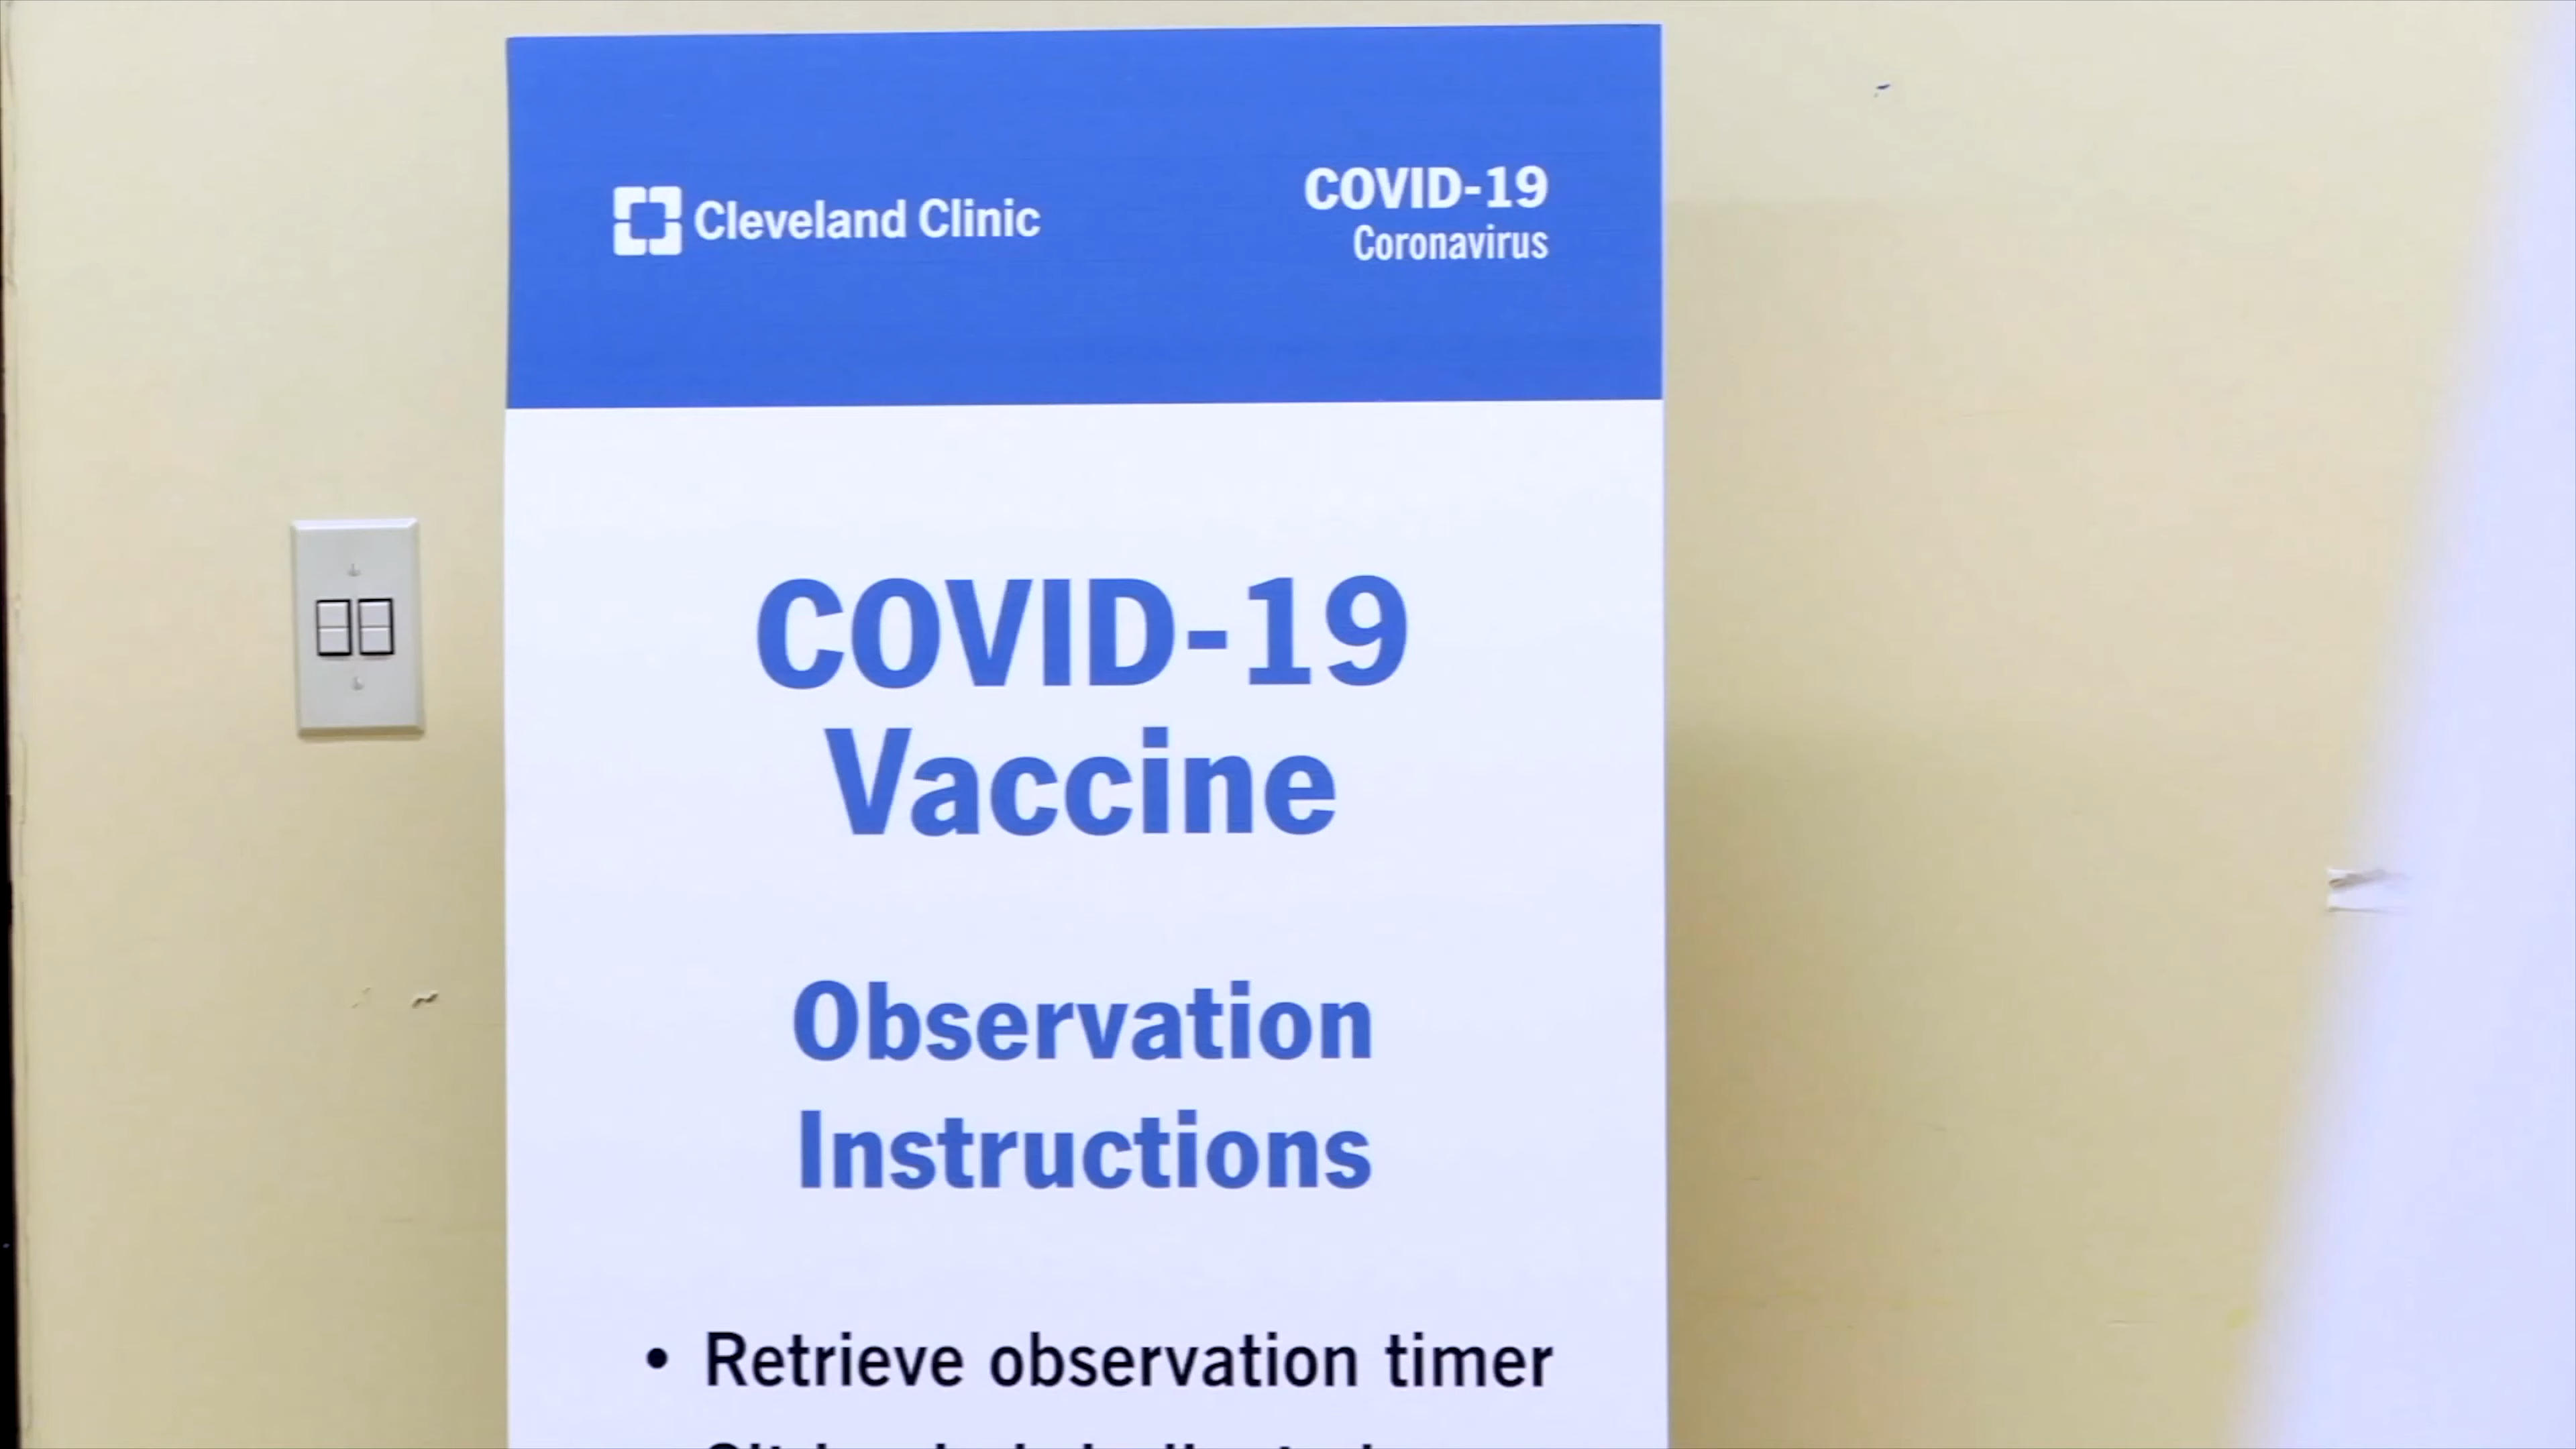 Cleveland Clinic
COVID-19
Coronavirus
COVID-19
Vaccine
Observation
Instructions
• Retrieve observation timer